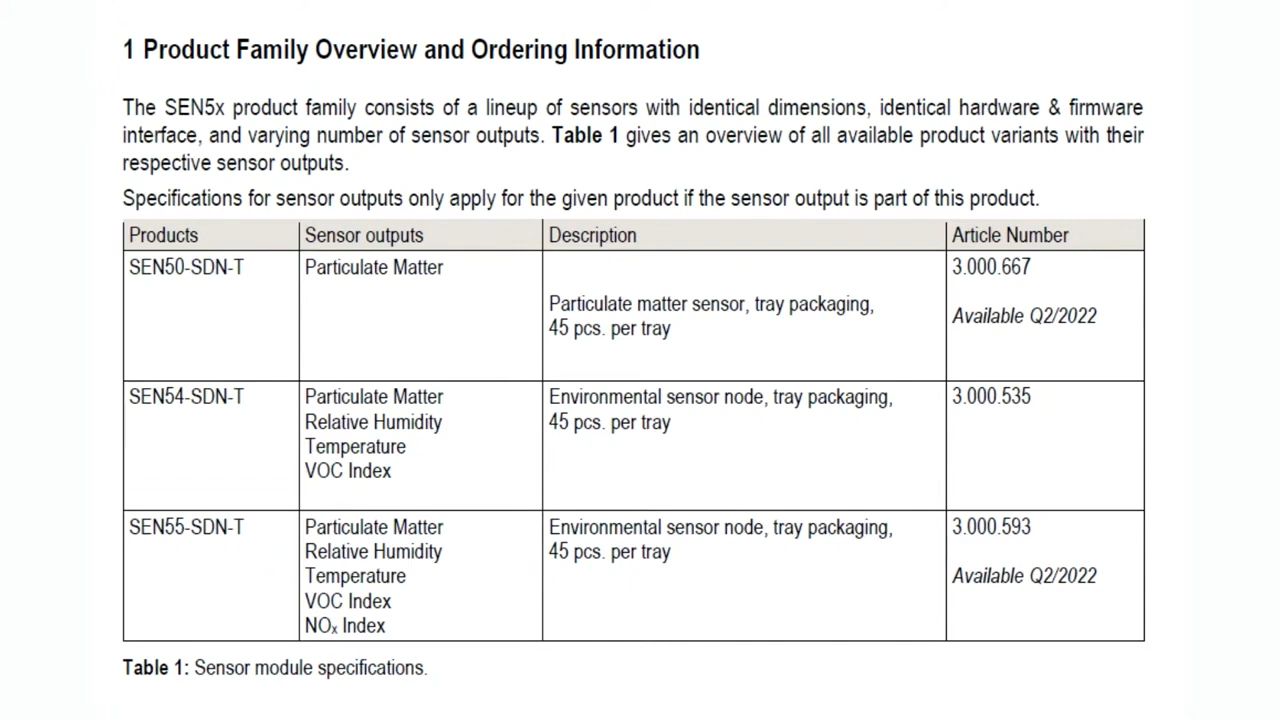 1 Product Family Overview and Ordering Information
The SEN5x product family consists of a lineup of sensors with identical dimensions, identical hardware & firmware
interface, and varying number of sensor outputs. Table 1 gives an overview of all available product variants with their
respective sensor outputs.
Specifications for sensor outputs only apply for the given product if the sensor output is part of this product.
Products Sensor outputs Description Article Number
SEN50-SDN-T Particulate Matter 3.000.667
Particulate matter sensor, tray packaging,
45 pcs. per tray
Available Q2/2022
SEN54-SDN-T Particulate Matter Environmental sensor node, tray packaging, 3.000.535
Relative Humidity 45 pcs. per tray
Temperature
VOC Index
SEN55-SDN-T Particulate Matter Environmental sensor node, tray packaging, 3.000.593
Relative Humidity 45 pcs. per tray
Temperature Available Q2/2022
VOC Index
NOx Index
Table 1: Sensor module specifications.